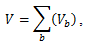 V = ∑_b (V_b) ,